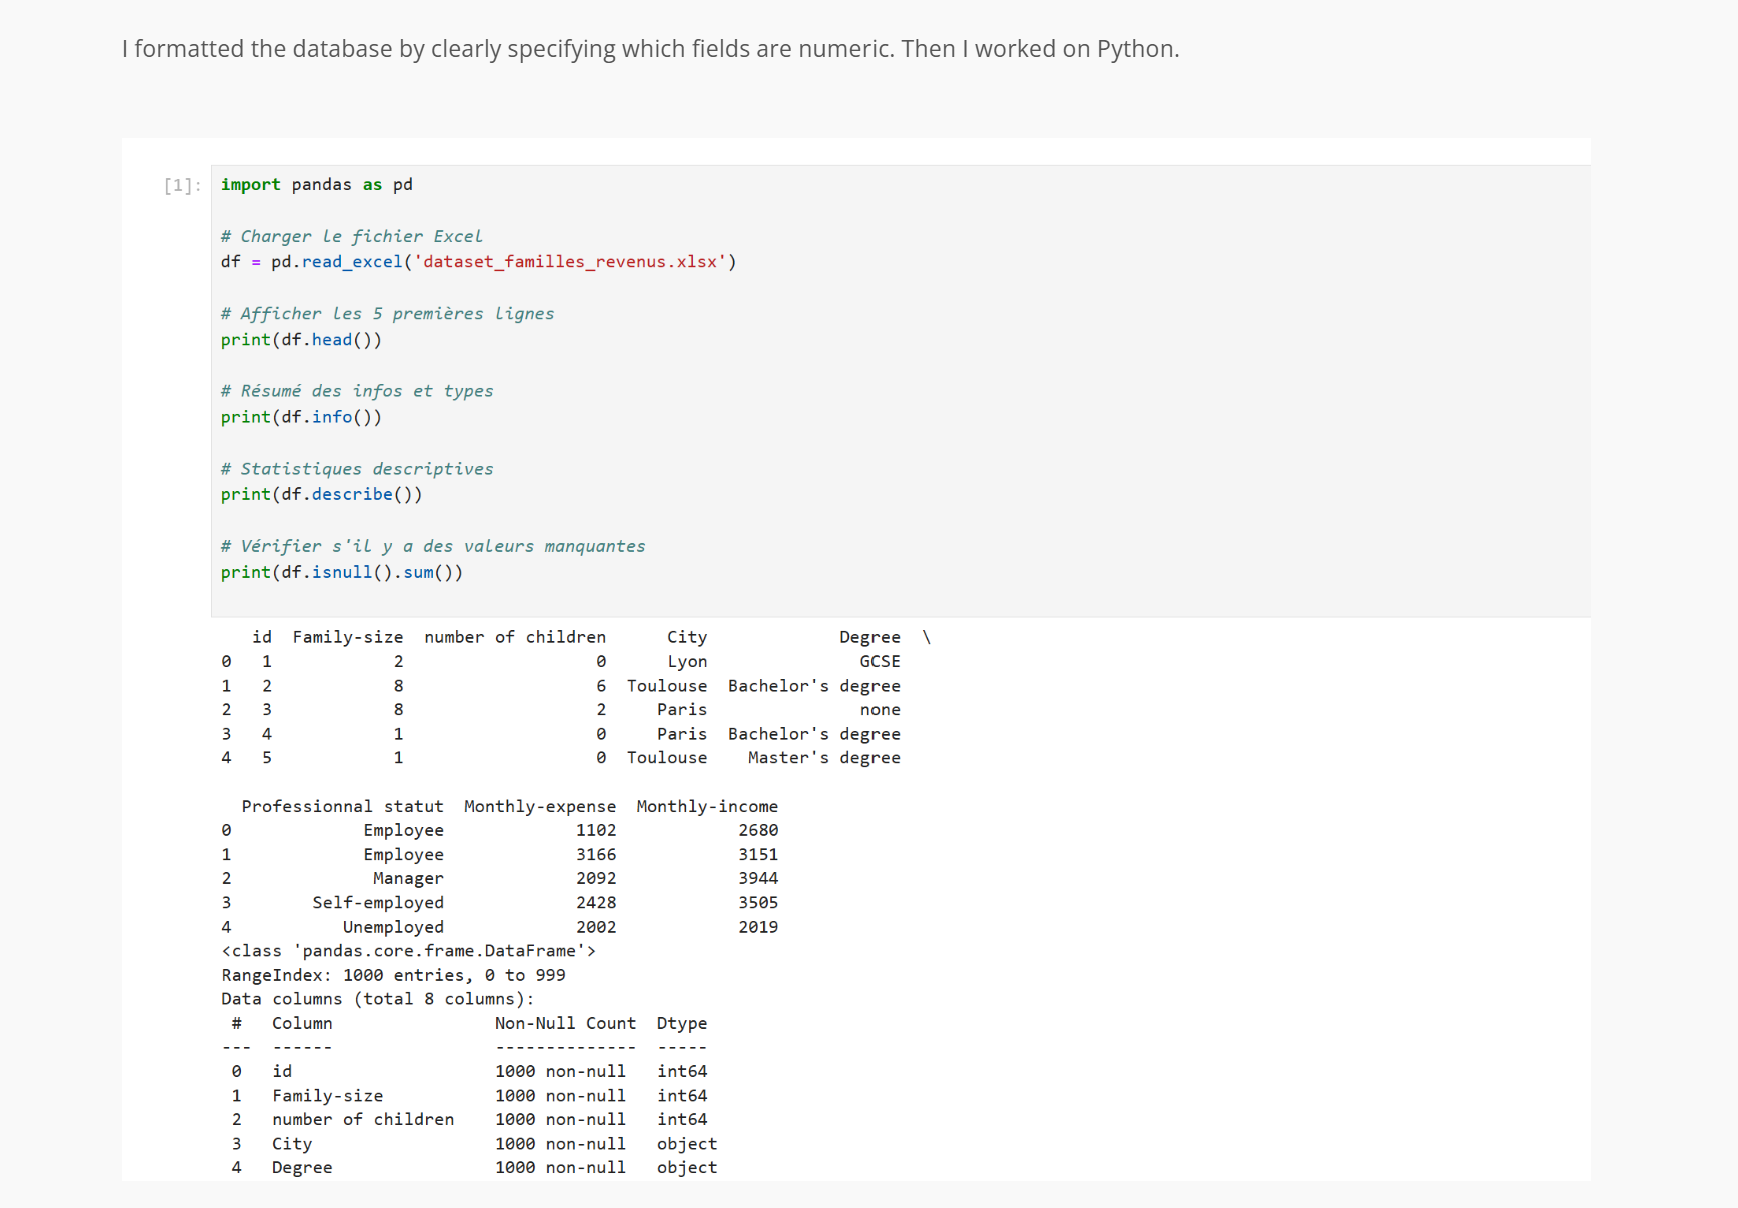 I formatted the database by clearly specifying which fields are numeric. Then I worked on Python.
[1]: import pandas as pd
# Charger le fichier Excel
df = pd.read_excel('dataset_familles_revenus.xlsx')
# Afficher les 5 premières lignes
print(df.head())
# Résumé des infos et types
print(df.info())
# Statistiques descriptives
print(df.describe())
# Vérifier s'il y a des valeurs manquantes
print(df.isnull().sum())
id Family-size number of children City Degree \
0 1 2 0 Lyon GCSE
1 2 8 6 Toulouse Bachelor's degree
2 3 8 2 Paris none
3 4 1 0 Paris Bachelor's degree
4 5 1 0 Toulouse Master's degree
Professionnal statut Monthly-expense Monthly-income
0 Employee 1102 2680
1 Employee 3166 3151
2 Manager 2092 3944
3 Self-employed 2428 3505
4 Unemployed 2002 2019
<class 'pandas.core.frame.DataFrame'>
RangeIndex: 1000 entries, 0 to 999
Data columns (total 8 columns):
# Column Non-Null Count Dtype
--- ------ -------------- -----
0 id 1000 non-null int64
1 Family-size 1000 non-null int64
2 number of children 1000 non-null int64
3 City 1000 non-null object
4 Degree 1000 non-null object